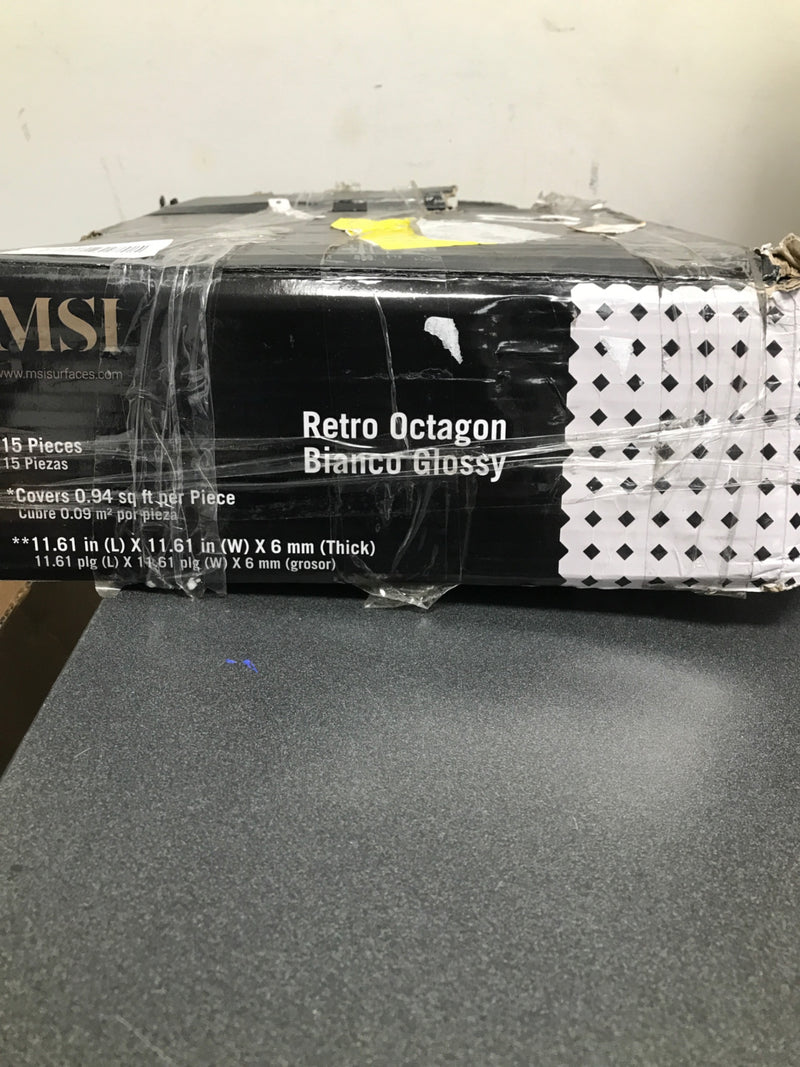 MSI
www.msisurfaces.com
15 Pieces
15 Piezas
*Covers 0.94 sq ft per Piece
Cubre 0.09 m² por pieza
**11.61 in (L) X 11.61 in (W) X 6 mm (Thick)
11.61 plg (L) X 11.61 plg (W) X 6 mm (grosor)
Retro Octagon
Bianco Glossy